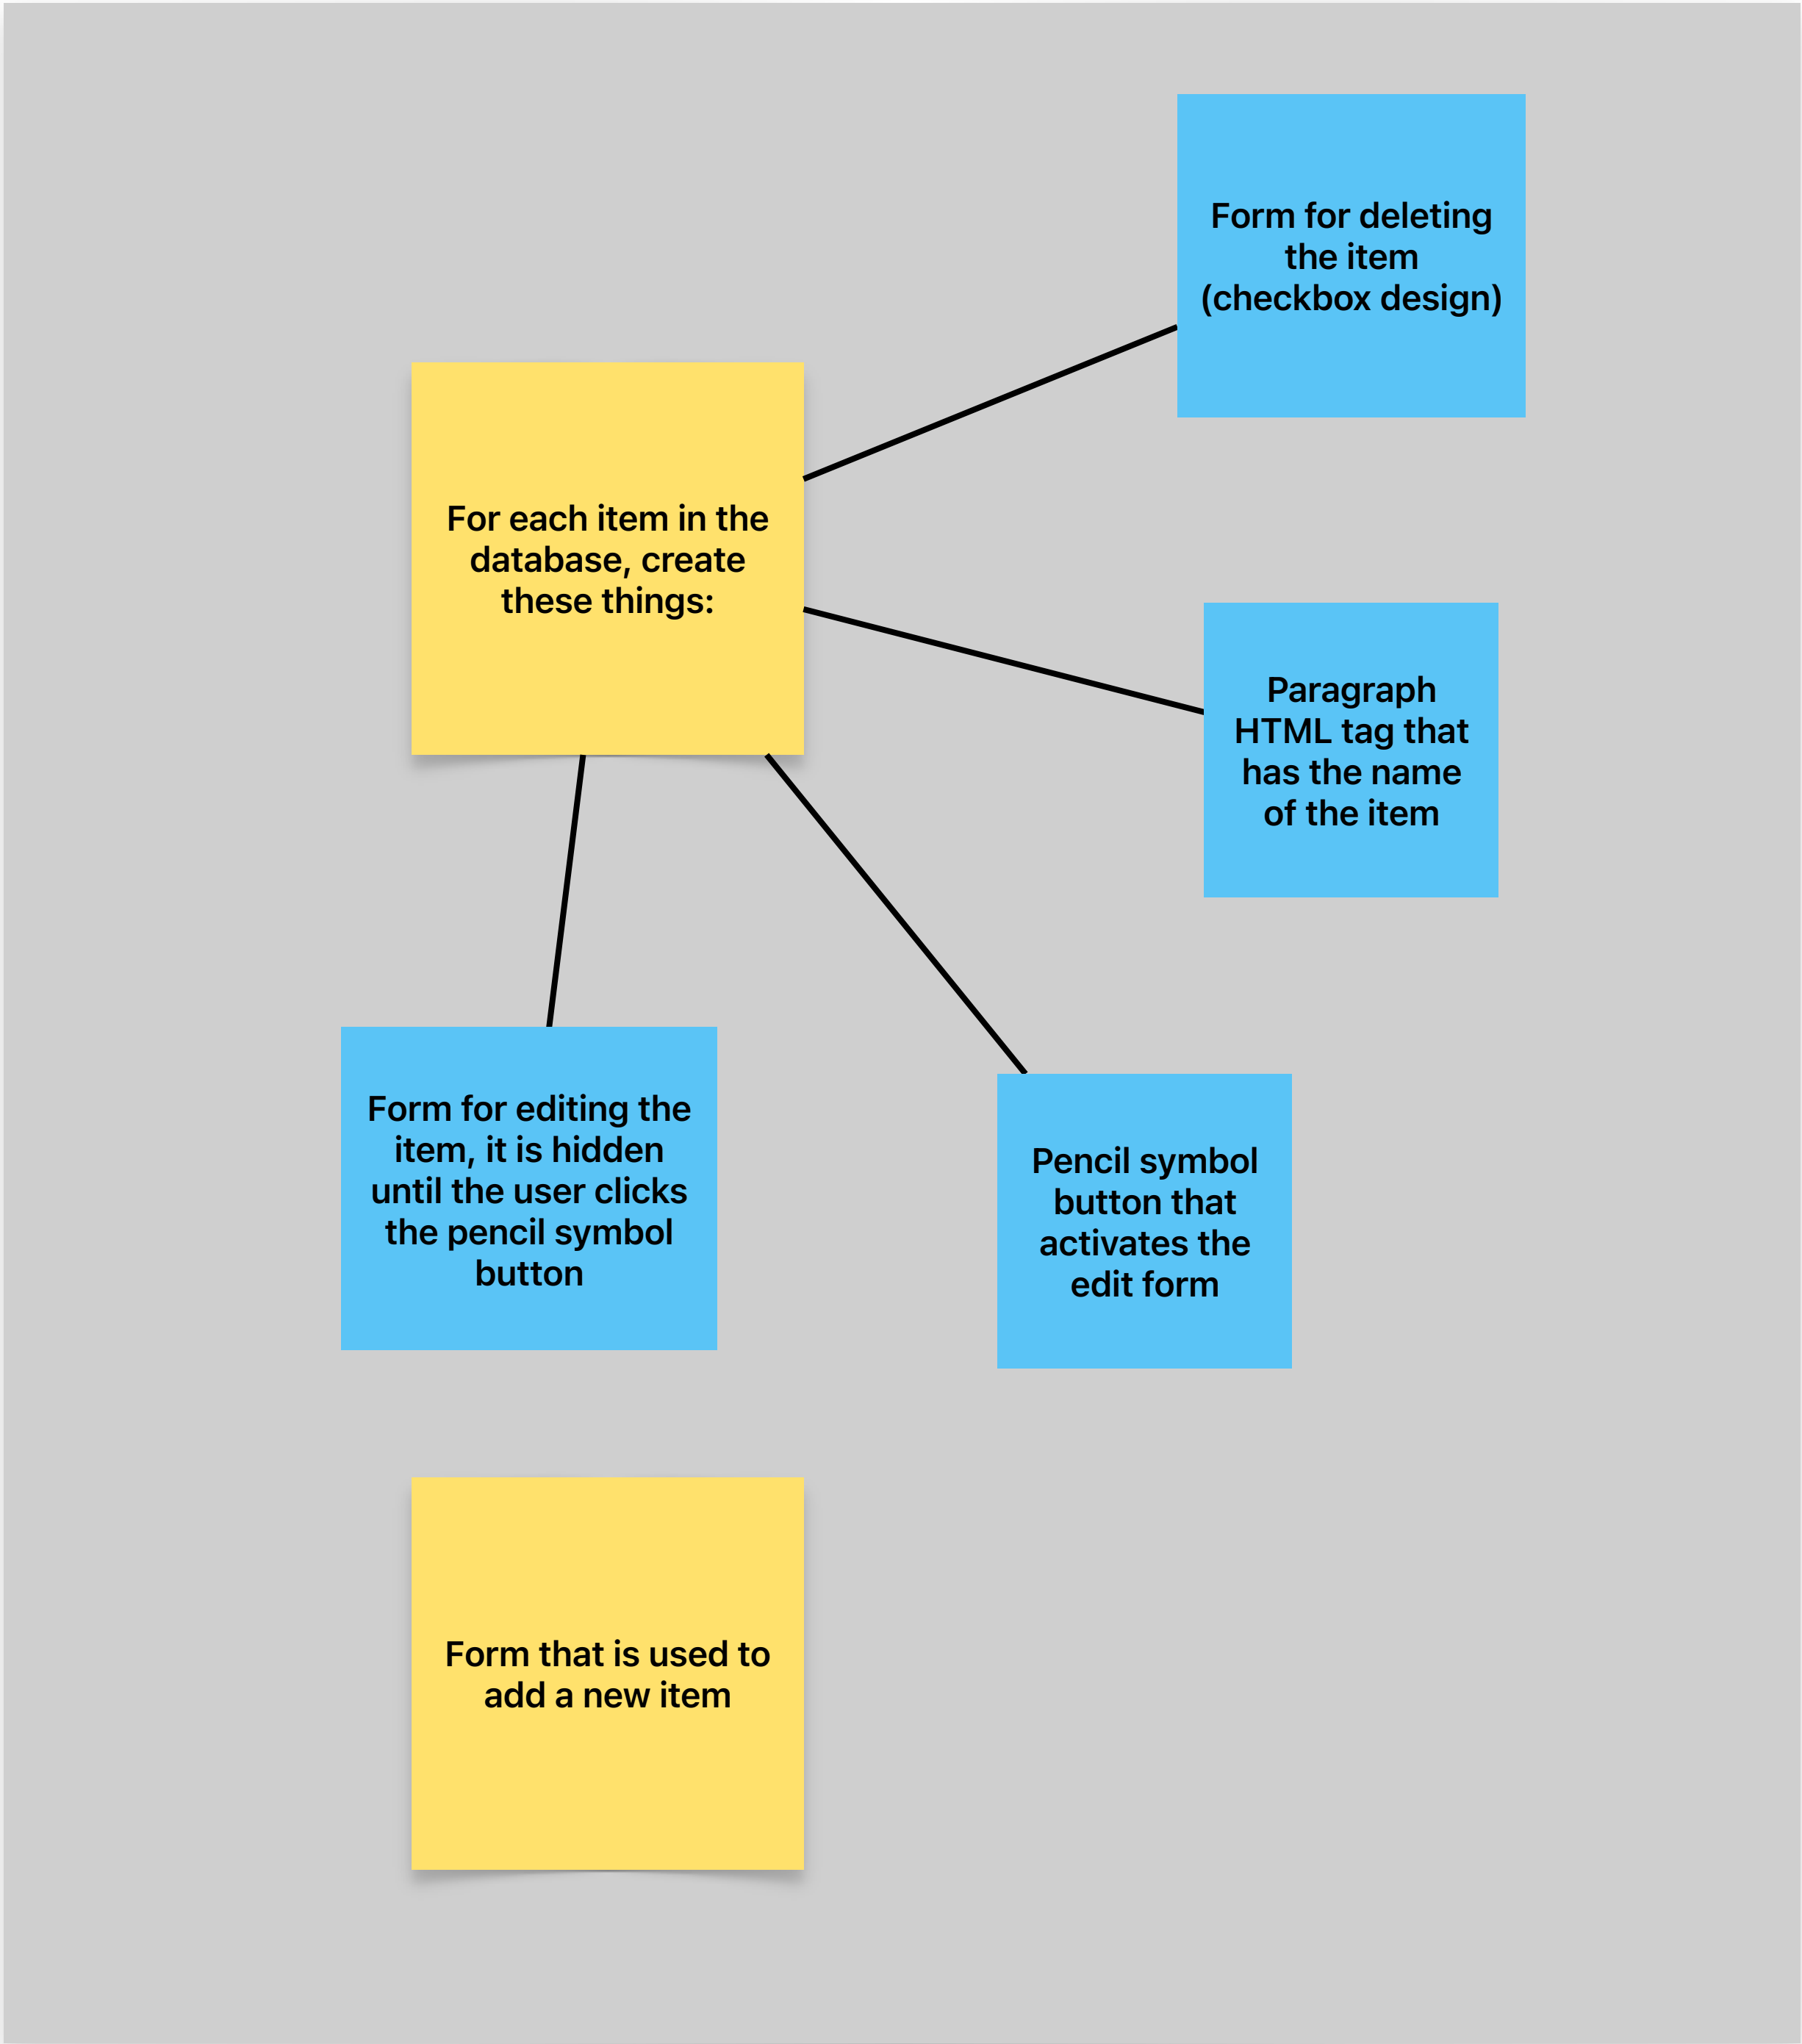 Form for deleting
the item
(checkbox design)
For each item in the
database, create
these things:
Paragraph
HTML tag that
has the name
of the item
Form for editing the
item, it is hidden
until the user clicks
the pencil symbol
button
Pencil symbol
button that
activates the
edit form
Form that is used to
add a new item